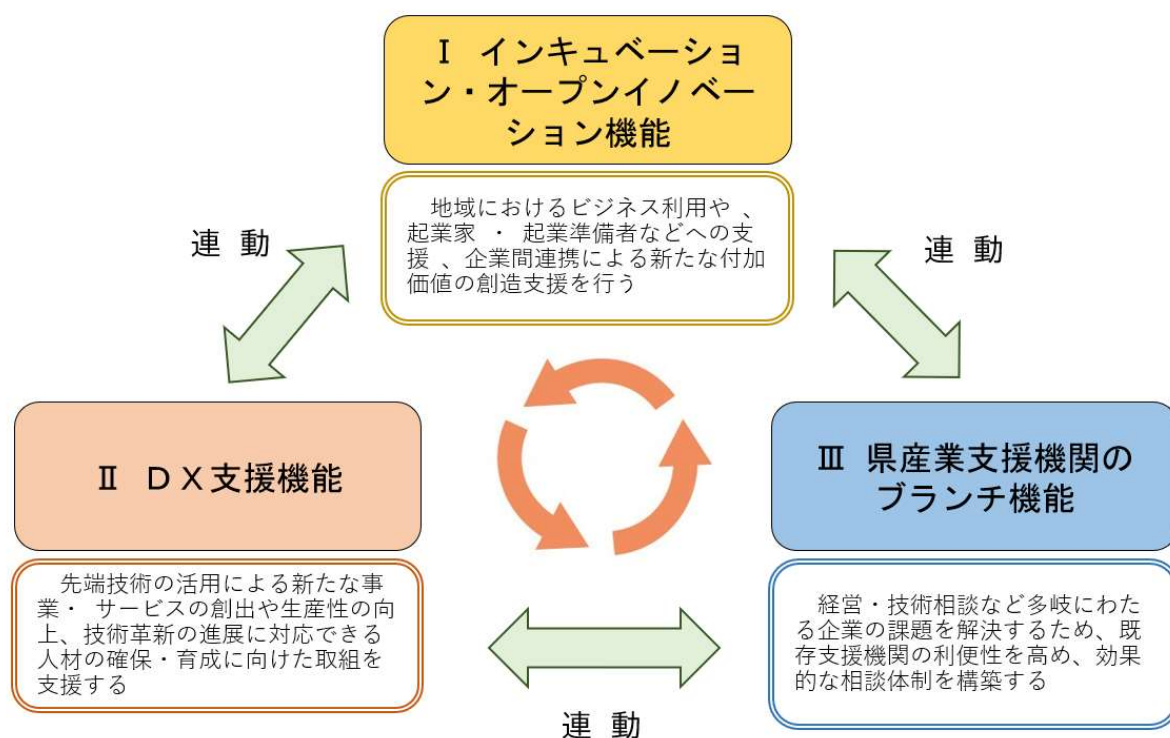 Ⅰ インキュベーショ
ン・オープンイノベー
ション機能
地域におけるビジネス利用や 、
起業家 ・ 起業準備者などへの支
援 、企業間連携による新たな付加
価値の創造支援を行う
連 動
連 動
Ⅱ ＤＸ支援機能
先端技術の活用による新たな事
業・ サービスの創出や生産性の向
上、技術革新の進展に対応できる
人材の確保・育成に向けた取組を
支援する
Ⅲ 県産業支援機関の
ブランチ機能
経営・技術相談など多岐にわた
る企業の課題を解決するため、既
存支援機関の利便性を高め、効果
的な相談体制を構築する
連 動